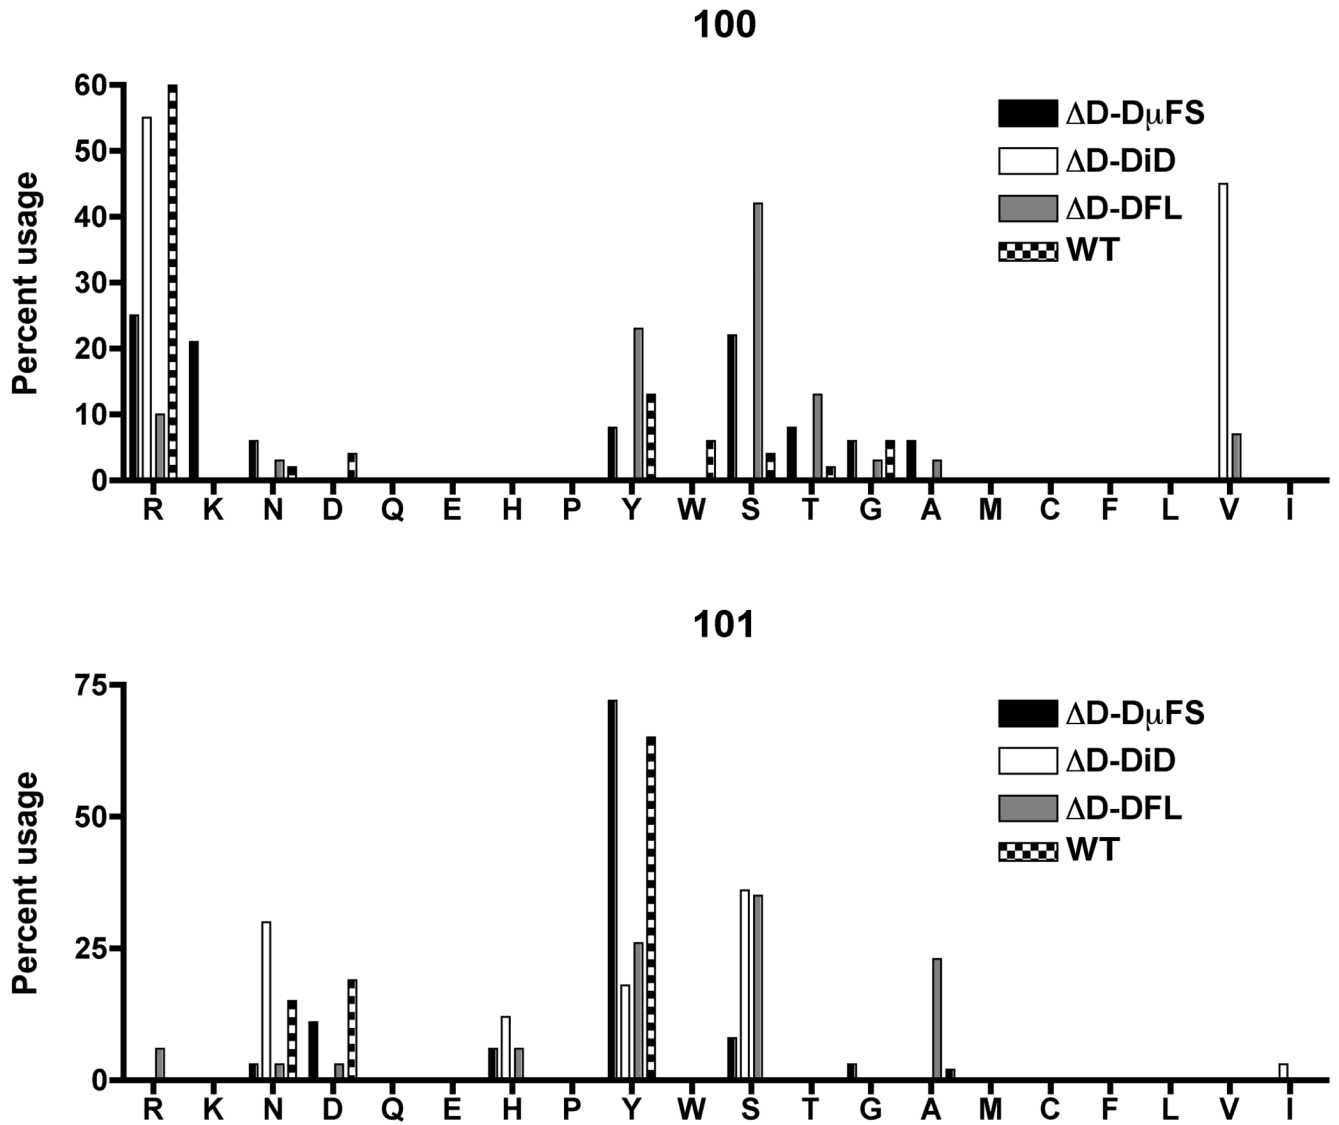 100
Percent usage
60
50
40
30
20
10
0
ΔD-DμFS
ΔD-DiD
ΔD-DFL
WT
R K N D Q E H P Y W S T G A M C F L V I
101
Percent usage
75
50
25
0
ΔD-DμFS
ΔD-DiD
ΔD-DFL
WT
R K N D Q E H P Y W S T G A M C F L V I